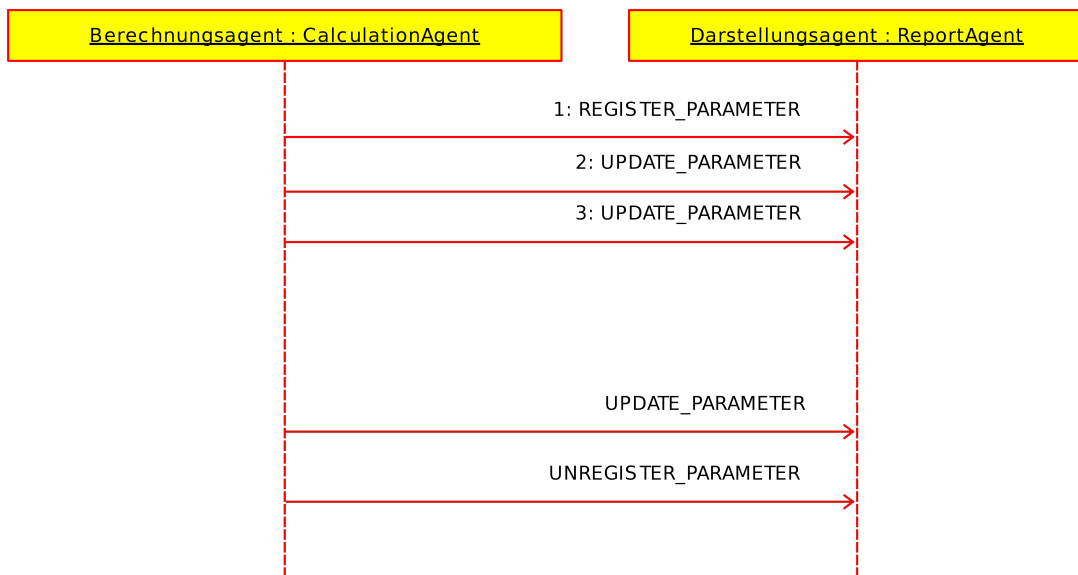 Berechnungsagent : CalculationAgent
Darstellungsagent : ReportAgent
1: REGISTER_PARAMETER
2: UPDATE_PARAMETER
3: UPDATE_PARAMETER
UPDATE_PARAMETER
UNREGISTER_PARAMETER